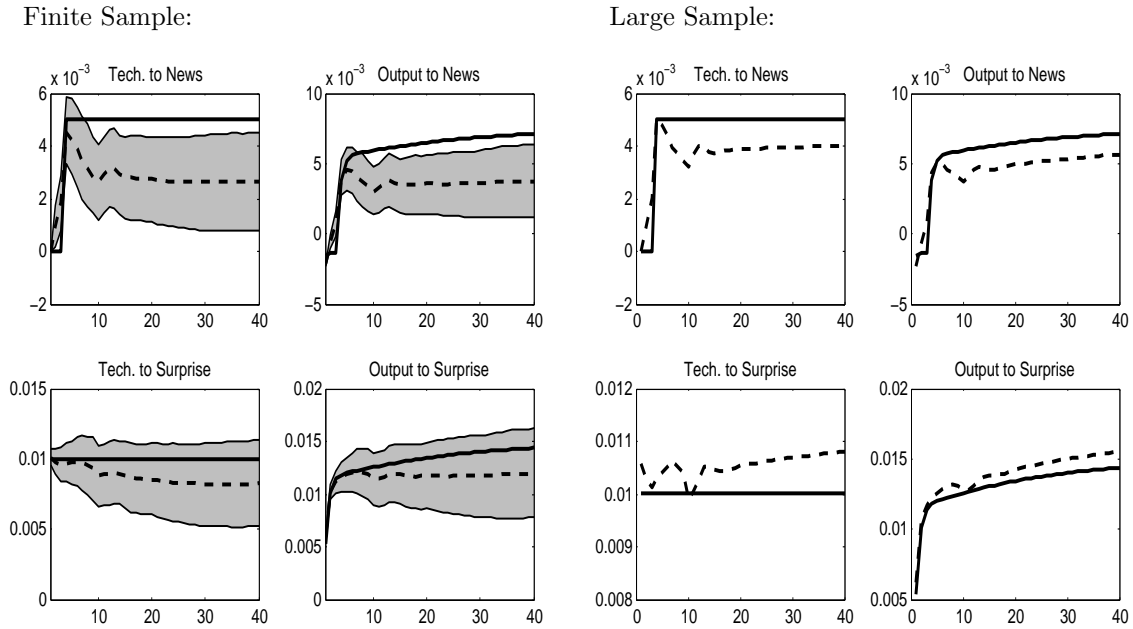 Finite Sample:
Large Sample:
x 10⁻³
Tech. to News
6
4
2
0
−2
10 20 30 40
x 10⁻³
Output to News
10
5
0
−5
10 20 30 40
x 10⁻³
Tech. to News
6
4
2
0
−2
0 10 20 30 40
x 10⁻³
Output to News
10
5
0
−5
0 10 20 30 40
Tech. to Surprise
0.015
0.01
0.005
0
10 20 30 40
Output to Surprise
0.02
0.015
0.01
0.005
0
10 20 30 40
Tech. to Surprise
0.012
0.011
0.01
0.009
0.008
0 10 20 30 40
Output to Surprise
0.02
0.015
0.01
0.005
0 10 20 30 40